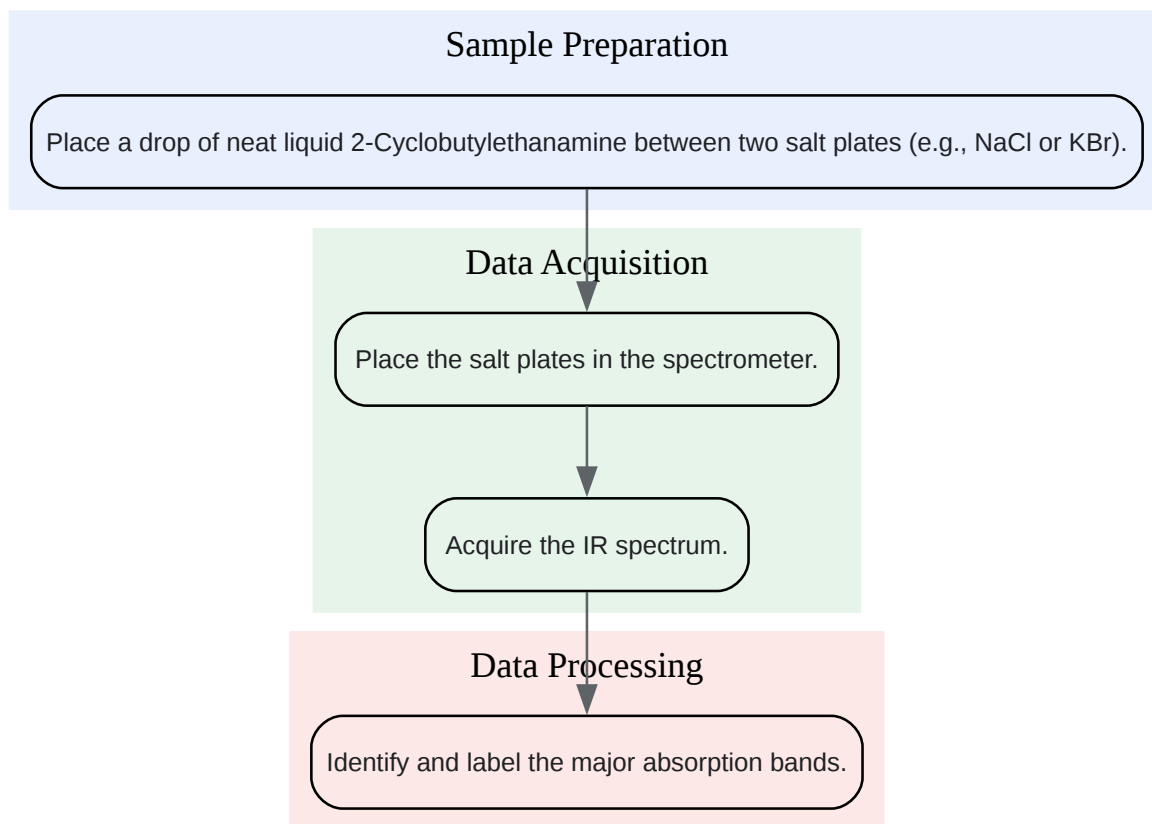 Sample Preparation
Place a drop of neat liquid 2-Cyclobutylethanamine between two salt plates (e.g., NaCl or KBr).
Data Acquisition
Place the salt plates in the spectrometer.
Acquire the IR spectrum.
Data Processing
Identify and label the major absorption bands.